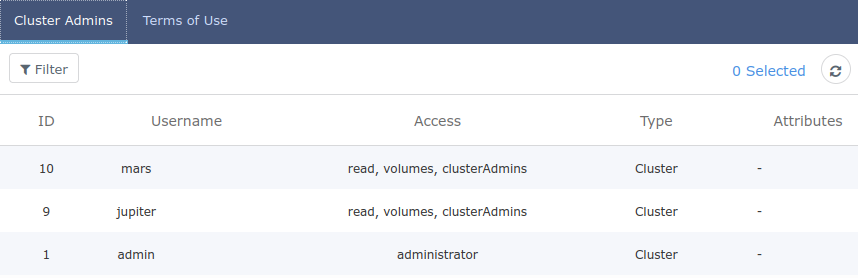 Cluster Admins Terms of Use
Filter 0 Selected
ID Username Access Type Attributes
10 mars read, volumes, clusterAdmins Cluster -
9 jupiter read, volumes, clusterAdmins Cluster -
1 admin administrator Cluster -